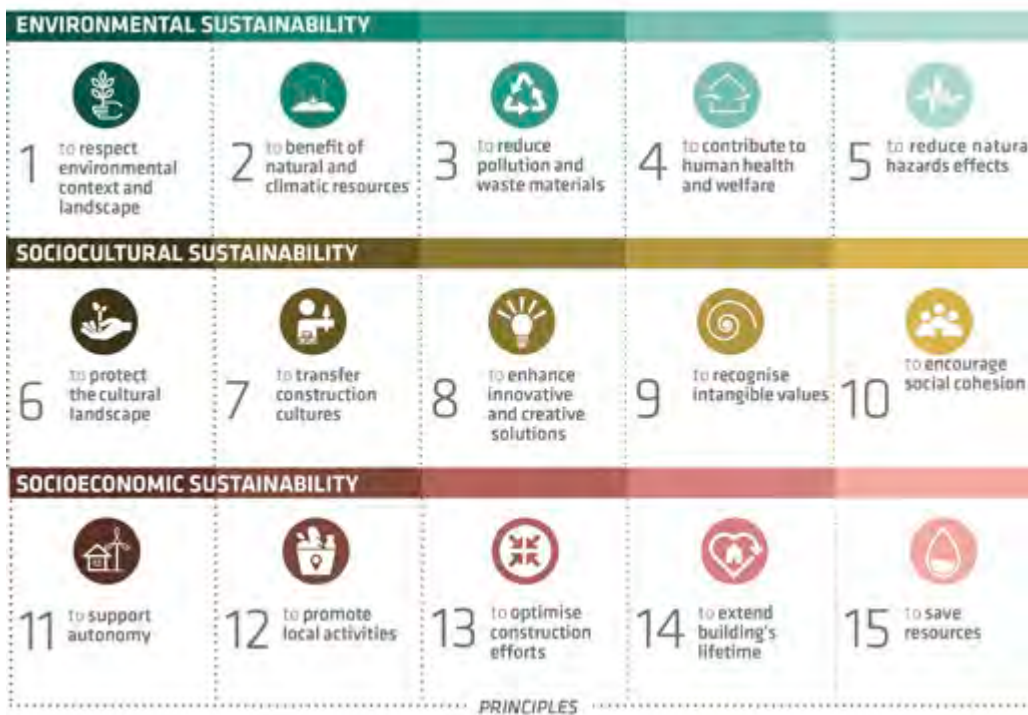 ENVIRONMENTAL SUSTAINABILITY
1
to respect
environmental
context and
landscape
2
to benefit of
natural and
climatic resources
3
to reduce
pollution and
waste materials
4
to contribute to
human health
and welfare
5
to reduce natural
hazards effects
SOCIOCULTURAL SUSTAINABILITY
6
to protect
the cultural
landscape
7
to transfer
construction
cultures
8
to enhance
innovative
and creative
solutions
9
to recognise
intangible values
10
to encourage
social cohesion
SOCIOECONOMIC SUSTAINABILITY
11
to support
autonomy
12
to promote
local activities
13
to optimise
construction
efforts
14
to extend
building's
lifetime
15
to save
resources
PRINCIPLES